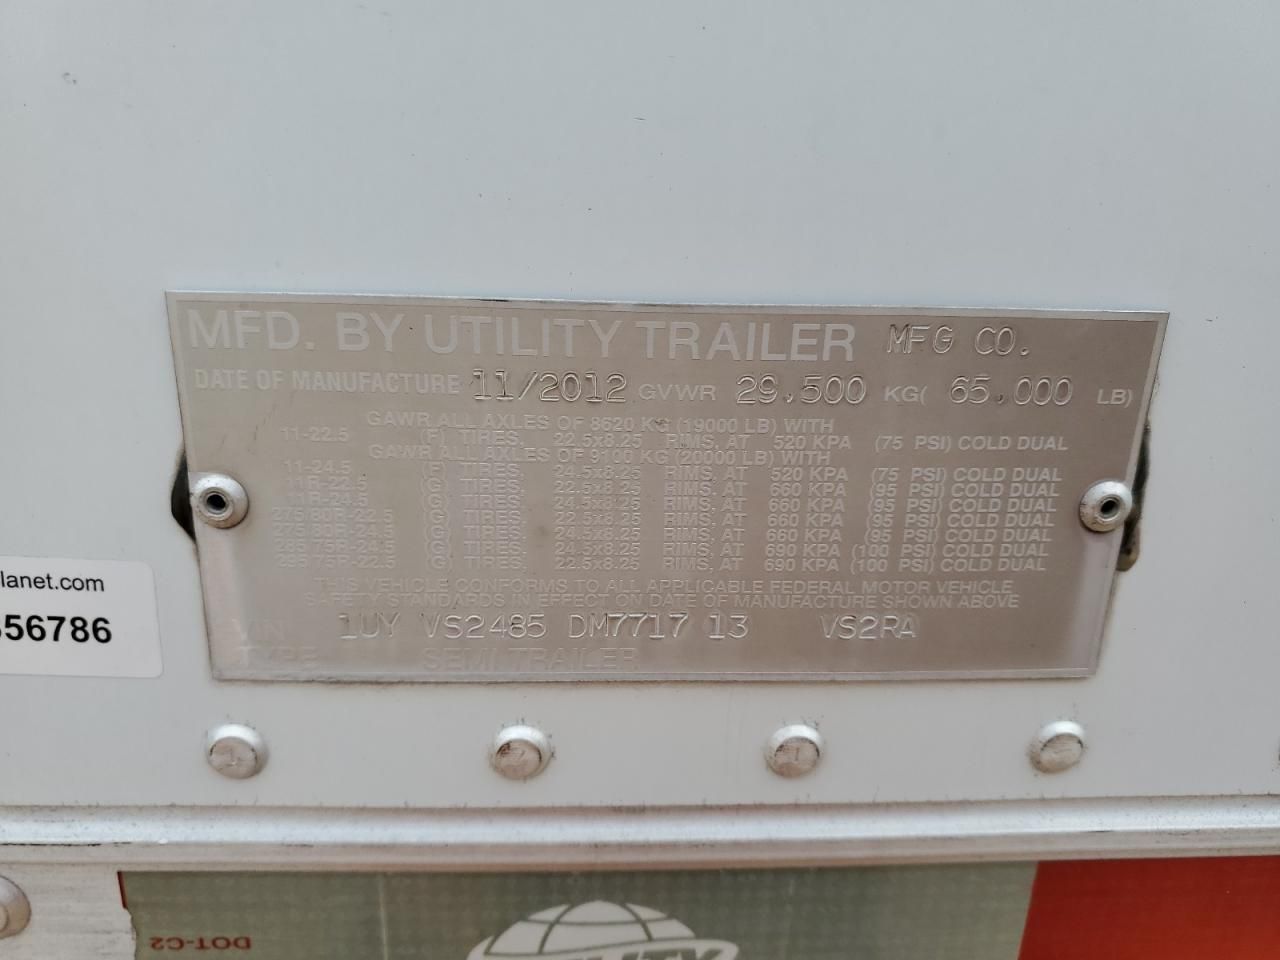 MFD. BY UTILITY TRAILER MFG CO.
DATE OF MANUFACTURE 11/2012 GVWR 29,500 KG( 65,000 LB)
GAWR ALL AXLES OF 8620 KG (19000 LB) WITH
11-22.5 (F) TIRES, 22.5x8.25 RIMS, AT 520 KPA (75 PSI) COLD DUAL
GAWR ALL AXLES OF 9100 KG (20000 LB) WITH
11-24.5 (F) TIRES, 24.5x8.25 RIMS, AT 520 KPA (75 PSI) COLD DUAL
11R-22.5 (G) TIRES, 22.5x8.25 RIMS, AT 660 KPA (95 PSI) COLD DUAL
11R-24.5 (G) TIRES, 24.5x8.25 RIMS, AT 660 KPA (95 PSI) COLD DUAL
(G) TIRES, 22.5x8.25 RIMS, AT 660 KPA (95 PSI) COLD DUAL
(G) TIRES, 24.5x8.25 RIMS, AT 660 KPA (95 PSI) COLD DUAL
285/75R-24.5 (G) TIRES, 24.5x8.25 RIMS, AT 690 KPA (100 PSI) COLD DUAL
295/75R-22.5 (G) TIRES, 22.5x8.25 RIMS, AT 690 KPA (100 PSI) COLD DUAL
THIS VEHICLE CONFORMS TO ALL APPLICABLE FEDERAL MOTOR VEHICLE
SAFETY STANDARDS IN EFFECT ON DATE OF MANUFACTURE SHOWN ABOVE
VIN 1UY VS2485 DM7717 13 VS2RA
TYPE SEMI TRAILER
lanet.com
56786
DOT-C2